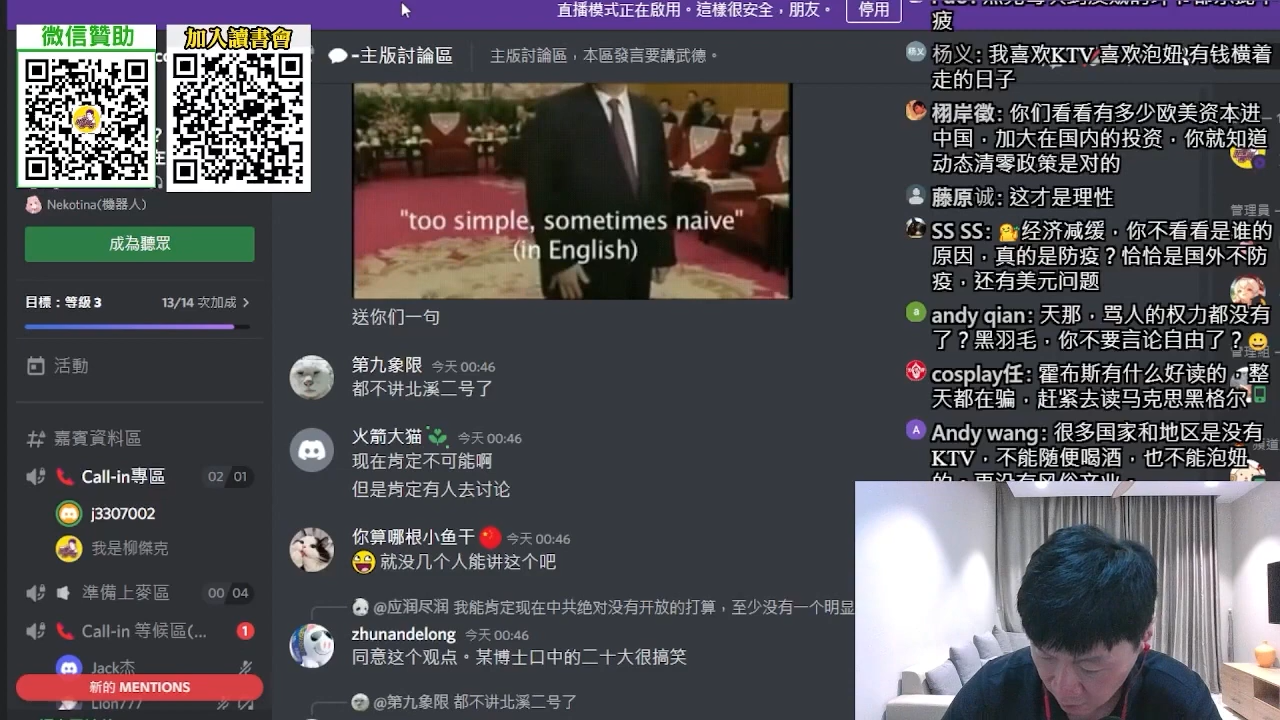 直播模式正在啟用。這樣很安全，朋友。
停用
微信贊助
加入讀書會
-主版討論區
主版討論區，本區發言要講武德。
Nekotina(機器人)
成為聽眾
目標：等級 3
13/14 次加成
活動
嘉賓資料區
Call-in專區
02 01
j3307002
我是柳傑克
準備上麥區
00 04
Call-in 等候區(...
1
Jack杰
新的 MENTIONS
Lion777
"too simple, sometimes naive"
(in English)
送你们一句
第九象限 今天 00:46
都不讲北溪二号了
火箭大猫 今天 00:46
现在肯定不可能啊
但是肯定有人去讨论
你算哪根小鱼干 今天 00:46
就没几个人能讲这个吧
@应润尽润 我能肯定现在中共绝对没有开放的打算，至少没有一个明显
zhunandelong 今天 00:46
同意这个观点。某博士口中的二十大很搞笑
@第九象限 都不讲北溪二号了
疲
杨义: 我喜欢KTV 喜欢泡妞 有钱横着
走的日子
栩岸徵: 你们看看有多少欧美资本进
中国，加大在国内的投资，你就知道
动态清零政策是对的
藤原诚: 这才是理性
SS SS: 经济减缓，你不看看是谁的
原因，真的是防疫？恰恰是国外不防
疫，还有美元问题
andy qian: 天那，骂人的权力都没有
了？黑羽毛，你不要言论自由了？
cosplay任: 霍布斯有什么好读的，整
天都在骗，赶紧去读马克思黑格尔
Andy wang: 很多国家和地区是没有
KTV，不能随便喝酒，也不能泡妞
管理員
管理組